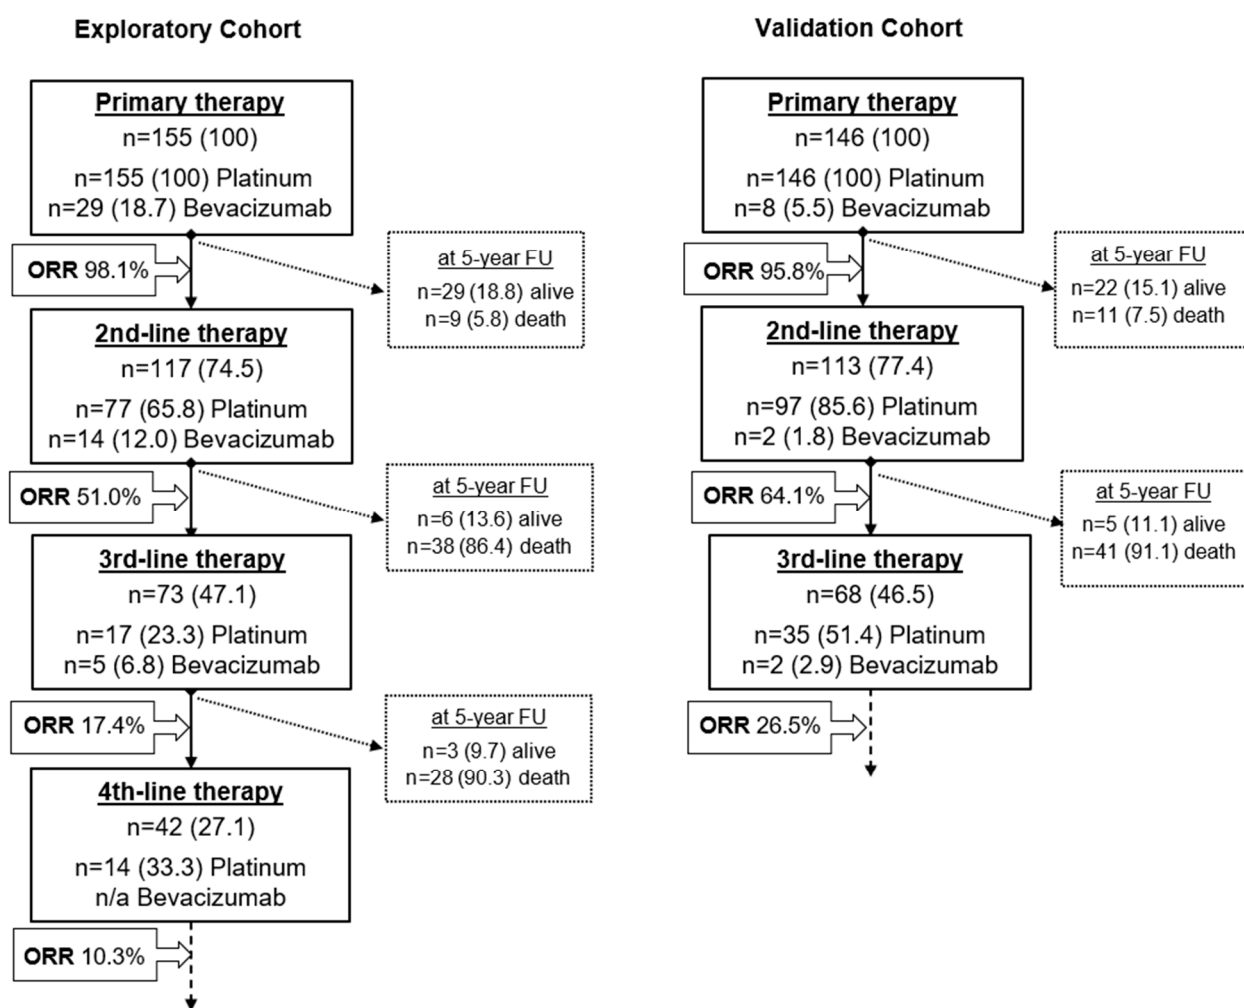 Exploratory Cohort
Primary therapy
n=155 (100)
n=155 (100) Platinum
n=29 (18.7) Bevacizumab
ORR 98.1%
at 5-year FU
n=29 (18.8) alive
n=9 (5.8) death
2nd-line therapy
n=117 (74.5)
n=77 (65.8) Platinum
n=14 (12.0) Bevacizumab
ORR 51.0%
at 5-year FU
n=6 (13.6) alive
n=38 (86.4) death
3rd-line therapy
n=73 (47.1)
n=17 (23.3) Platinum
n=5 (6.8) Bevacizumab
ORR 17.4%
at 5-year FU
n=3 (9.7) alive
n=28 (90.3) death
4th-line therapy
n=42 (27.1)
n=14 (33.3) Platinum
n/a Bevacizumab
ORR 10.3%
Validation Cohort
Primary therapy
n=146 (100)
n=146 (100) Platinum
n=8 (5.5) Bevacizumab
ORR 95.8%
at 5-year FU
n=22 (15.1) alive
n=11 (7.5) death
2nd-line therapy
n=113 (77.4)
n=97 (85.6) Platinum
n=2 (1.8) Bevacizumab
ORR 64.1%
at 5-year FU
n=5 (11.1) alive
n=41 (91.1) death
3rd-line therapy
n=68 (46.5)
n=35 (51.4) Platinum
n=2 (2.9) Bevacizumab
ORR 26.5%